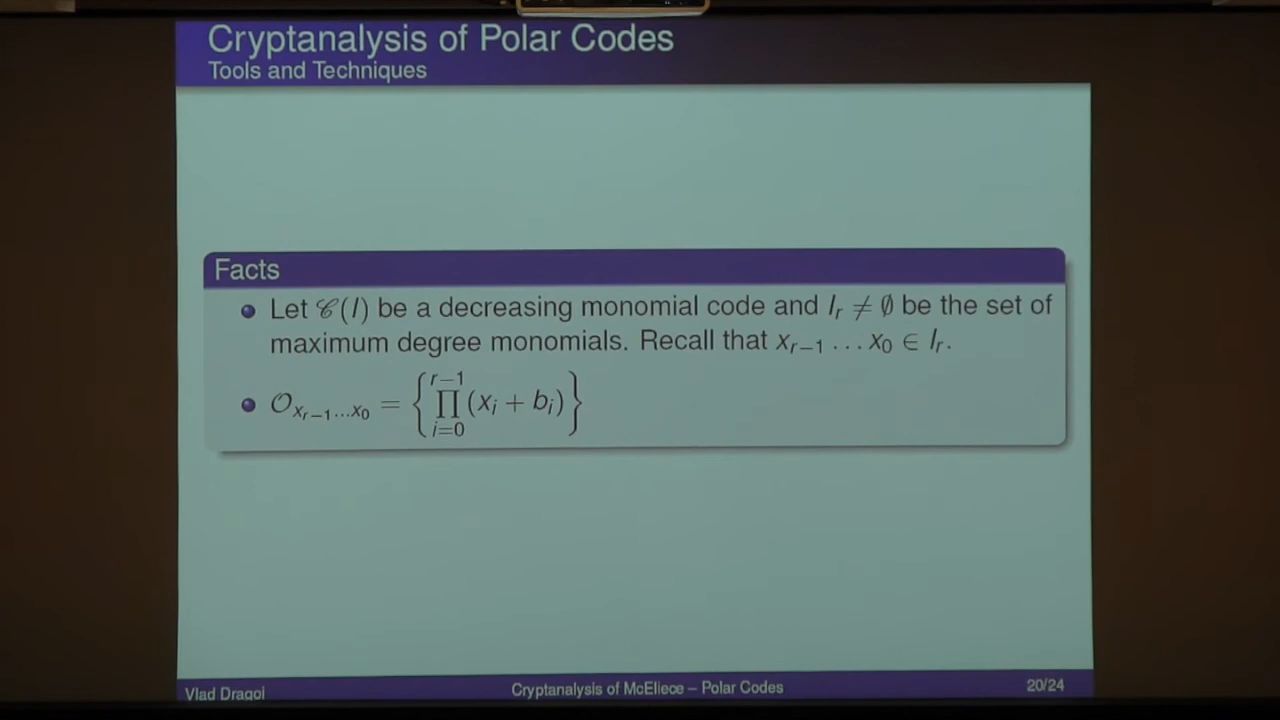 Cryptanalysis of Polar Codes
Tools and Techniques
Facts
Let 𝒞(I) be a decreasing monomial code and I_r ≠ ∅ be the set of
maximum degree monomials. Recall that x_{r−1} … x_0 ∈ I_r.
𝒪_{x_{r−1}…x_0} = { ∏_{i=0}^{r−1} (x_i + b_i) }
Vlad Dragoi
Cryptanalysis of McEliece – Polar Codes
20/24